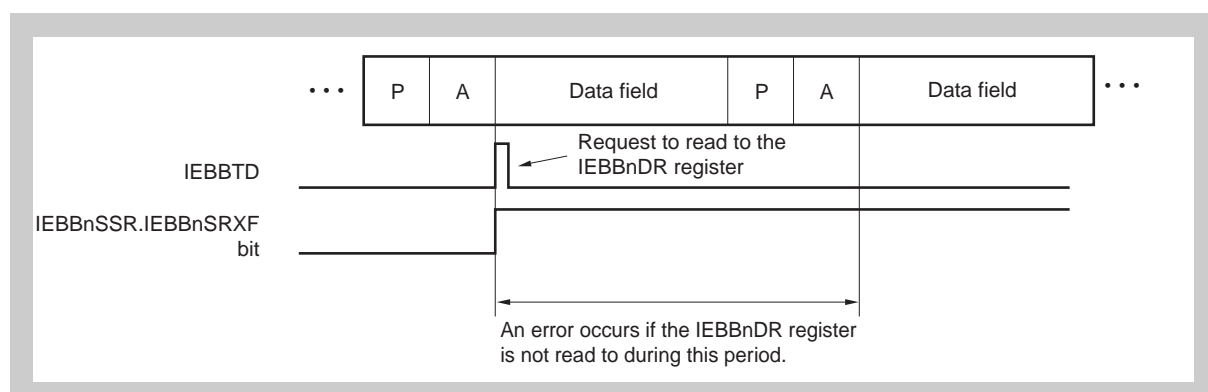 ••• P A Data field P A Data field •••
Request to read to the
IEBBnDR register
IEBBTD
IEBBnSSR.IEBBnSRXF
bit
An error occurs if the IEBBnDR register
is not read to during this period.